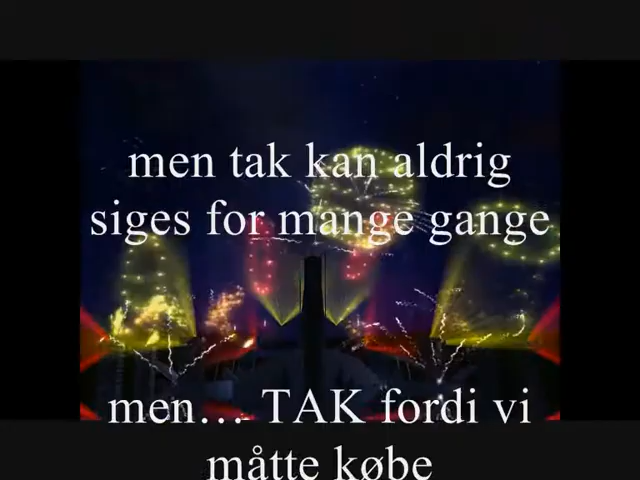 men tak kan aldrig
siges for mange gange
men... TAK fordi vi
måtte købe